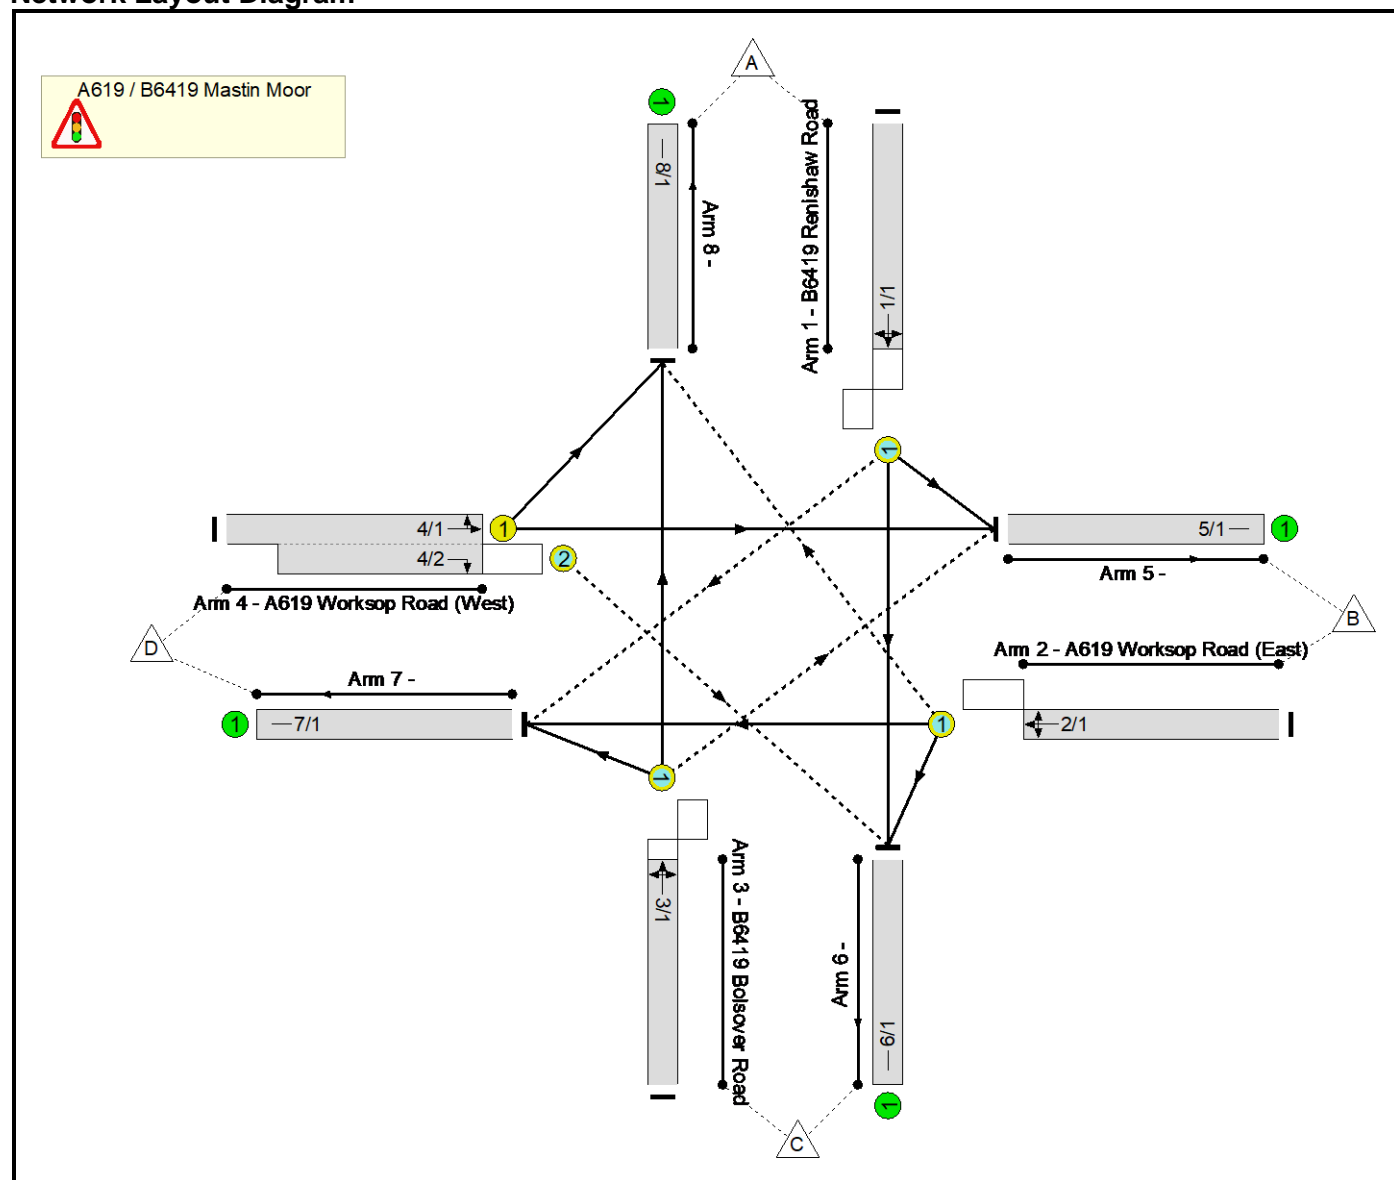 Network Layout Diagram
A619 / B6419 Mastin Moor
A
1
8/1
Arm 8 -
Arm 1 - B6419 Renishaw Road
1/1
1
4/1
1
4/2
2
Arm 4 - A619 Worksop Road (West)
5/1
1
Arm 5 -
B
D
Arm 2 - A619 Worksop Road (East)
Arm 7 -
1
7/1
1
2/1
1
3/1
Arm 3 - B6419 Bolsover Road
Arm 6 -
6/1
1
C